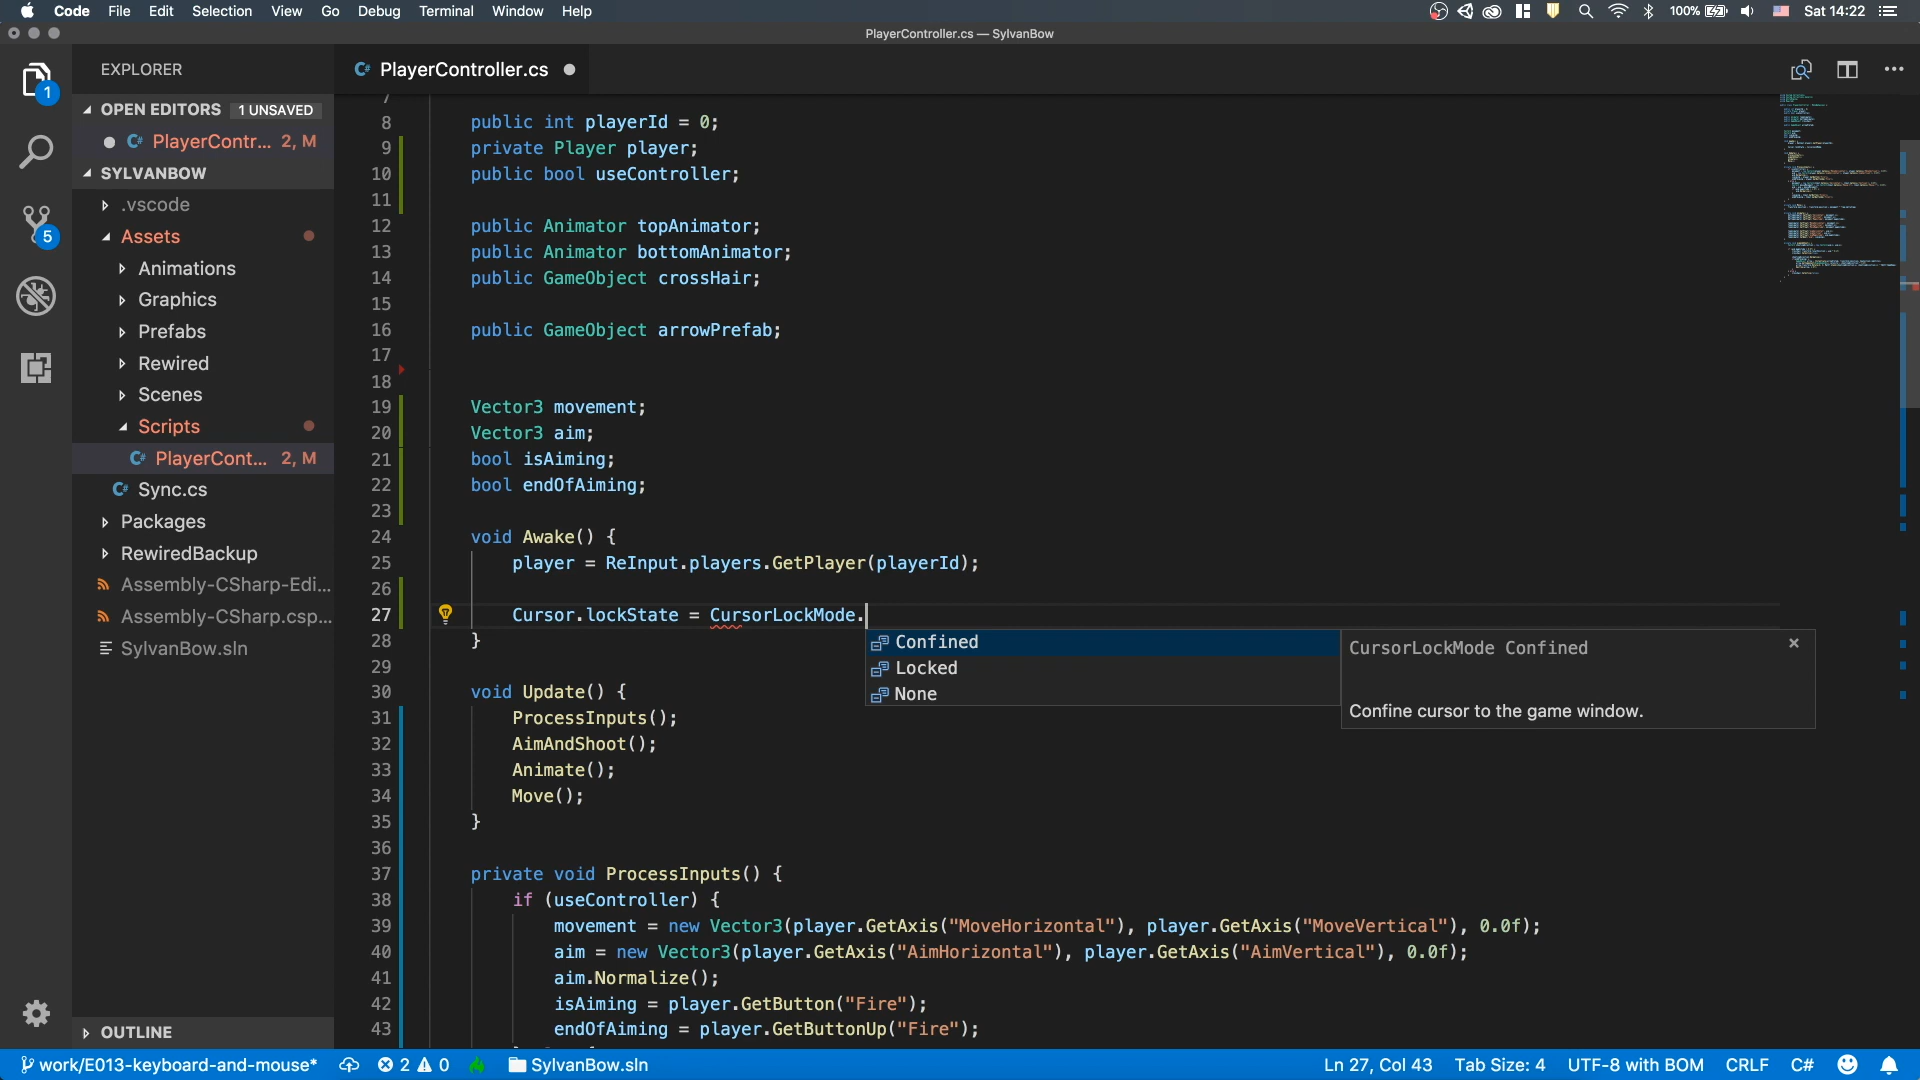 Code File Edit Selection View Go Debug Terminal Window Help 100% Sat 14:22
PlayerController.cs — SylvanBow
EXPLORER
C# PlayerController.cs
1
OPEN EDITORS 1 UNSAVED
C# PlayerContr... 2, M
SYLVANBOW
.vscode
Assets
Animations
Graphics
Prefabs
Rewired
Scenes
Scripts
C# PlayerCont... 2, M
C# Sync.cs
Packages
RewiredBackup
Assembly-CSharp-Edi...
Assembly-CSharp.csp...
SylvanBow.sln
OUTLINE
5
7
8 public int playerId = 0;
9 private Player player;
10 public bool useController;
11
12 public Animator topAnimator;
13 public Animator bottomAnimator;
14 public GameObject crossHair;
15
16 public GameObject arrowPrefab;
17
18
19 Vector3 movement;
20 Vector3 aim;
21 bool isAiming;
22 bool endOfAiming;
23
24 void Awake() {
25 player = ReInput.players.GetPlayer(playerId);
26
27 Cursor.lockState = CursorLockMode.
28 }
29
30 void Update() {
31 ProcessInputs();
32 AimAndShoot();
33 Animate();
34 Move();
35 }
36
37 private void ProcessInputs() {
38 if (useController) {
39 movement = new Vector3(player.GetAxis("MoveHorizontal"), player.GetAxis("MoveVertical"), 0.0f);
40 aim = new Vector3(player.GetAxis("AimHorizontal"), player.GetAxis("AimVertical"), 0.0f);
41 aim.Normalize();
42 isAiming = player.GetButton("Fire");
43 endOfAiming = player.GetButtonUp("Fire");
Confined
Locked
None
CursorLockMode Confined
Confine cursor to the game window.
work/E013-keyboard-and-mouse* 2 0 SylvanBow.sln Ln 27, Col 43 Tab Size: 4 UTF-8 with BOM CRLF C#